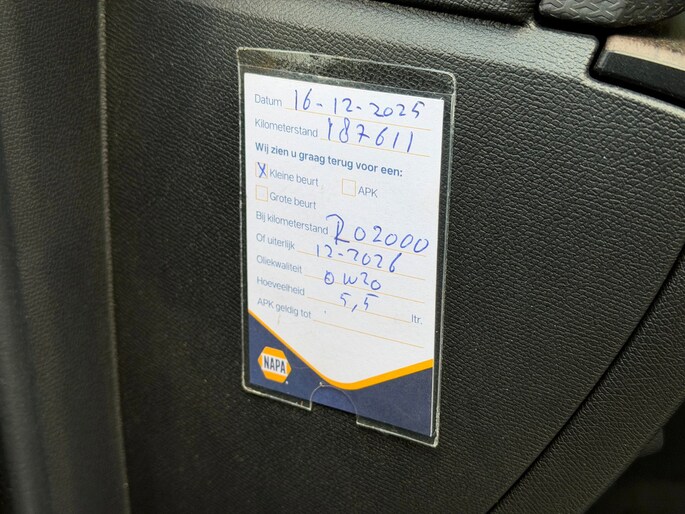 Datum 16-12-2025
Kilometerstand 187611
Wij zien u graag terug voor een:
X Kleine beurt APK
Grote beurt
Bij kilometerstand 202000
Of uiterlijk 12-2026
Oliekwaliteit 0W20
Hoeveelheid 5,5 ltr.
APK geldig tot
NAPA